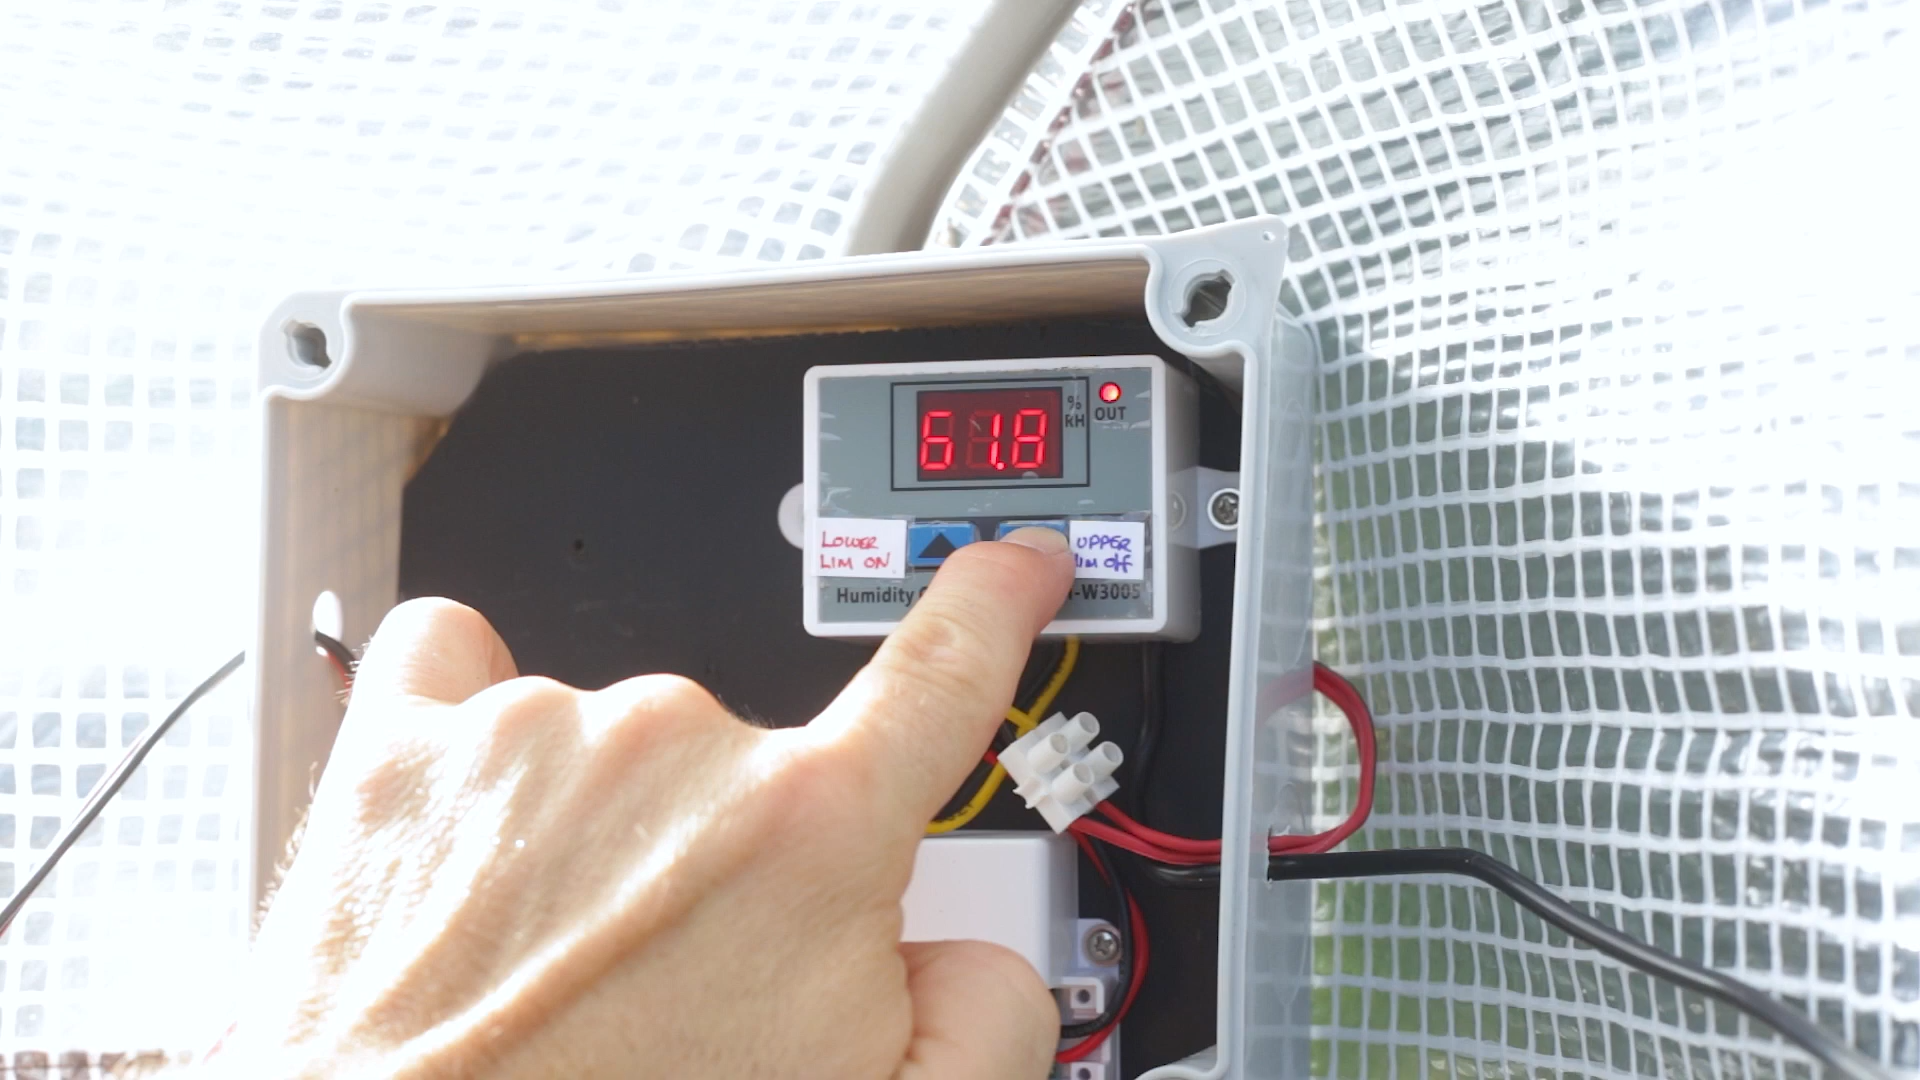 61.8
%
RH
OUT
LOWER
LIM ON
UPPER
LIM Off
Humidity
-W3005